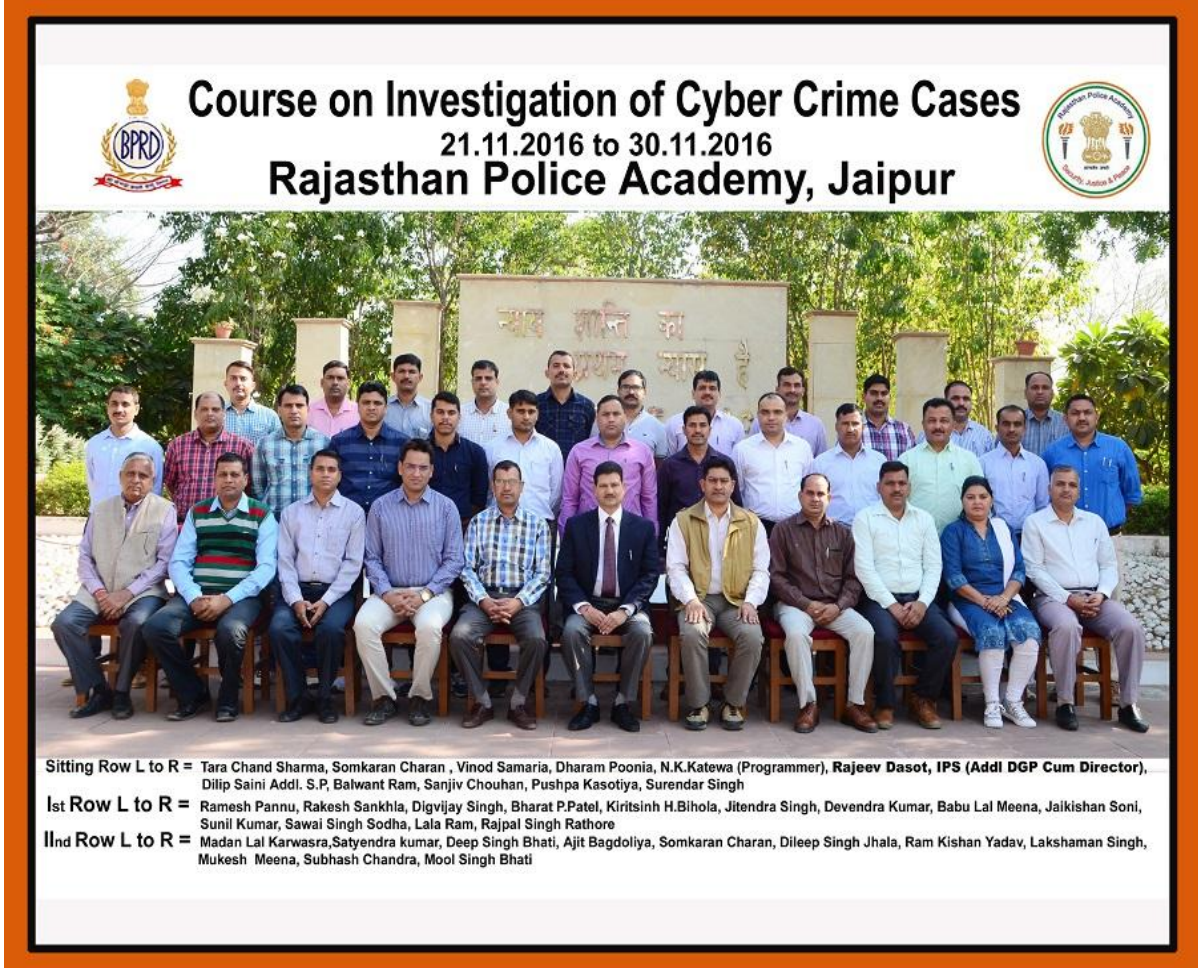 Course on Investigation of Cyber Crime Cases
21.11.2016 to 30.11.2016
Rajasthan Police Academy, Jaipur
BPRD
Rajasthan Police Academy
Security, Justice & Peace
न्याय शान्ति का
प्रथम न्यास है
Sitting Row L to R = Tara Chand Sharma, Somkaran Charan , Vinod Samaria, Dharam Poonia, N.K.Katewa (Programmer), Rajeev Dasot, IPS (Addl DGP Cum Director),
Dilip Saini Addl. S.P, Balwant Ram, Sanjiv Chouhan, Pushpa Kasotiya, Surendar Singh
Ist Row L to R = Ramesh Pannu, Rakesh Sankhla, Digvijay Singh, Bharat P.Patel, Kiritsinh H.Bihola, Jitendra Singh, Devendra Kumar, Babu Lal Meena, Jaikishan Soni,
Sunil Kumar, Sawai Singh Sodha, Lala Ram, Rajpal Singh Rathore
IInd Row L to R = Madan Lal Karwasra,Satyendra kumar, Deep Singh Bhati, Ajit Bagdoliya, Somkaran Charan, Dileep Singh Jhala, Ram Kishan Yadav, Lakshaman Singh,
Mukesh Meena, Subhash Chandra, Mool Singh Bhati